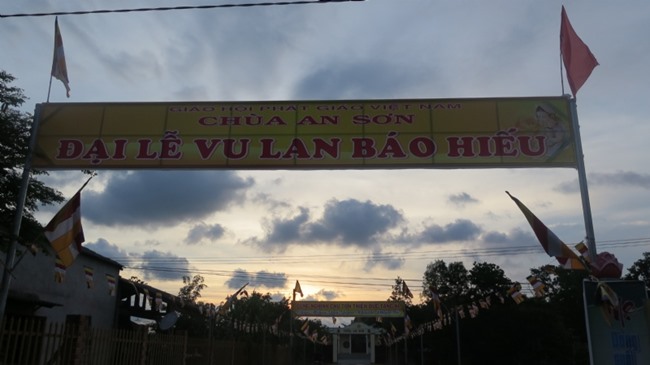 GIÁO HỘI PHẬT GIÁO VIỆT NAM
CHÙA AN SƠN
ĐẠI LỄ VU LAN BÁO HIẾU